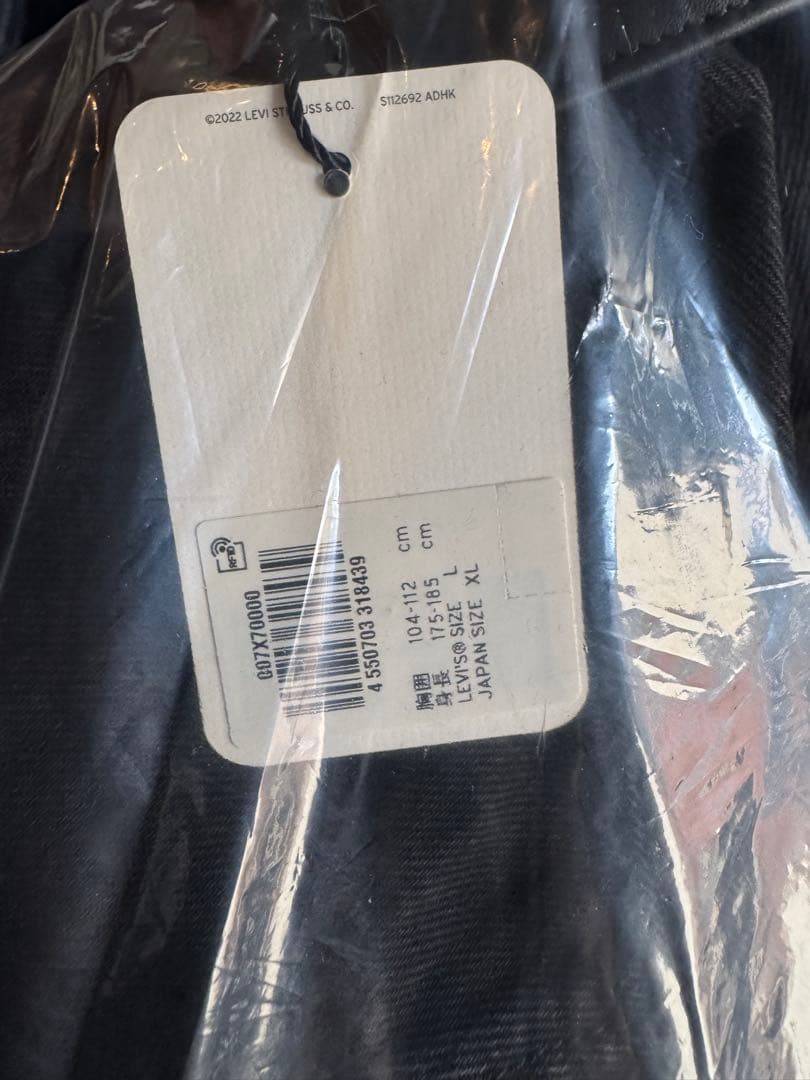 ©2022 LEVI STRAUSS & CO. S112692 ADHK
RFID
007X70000
4 550703 318439
胸囲 104-112 cm
身長 175-185 cm
LEVI'S® SIZE L
JAPAN SIZE XL